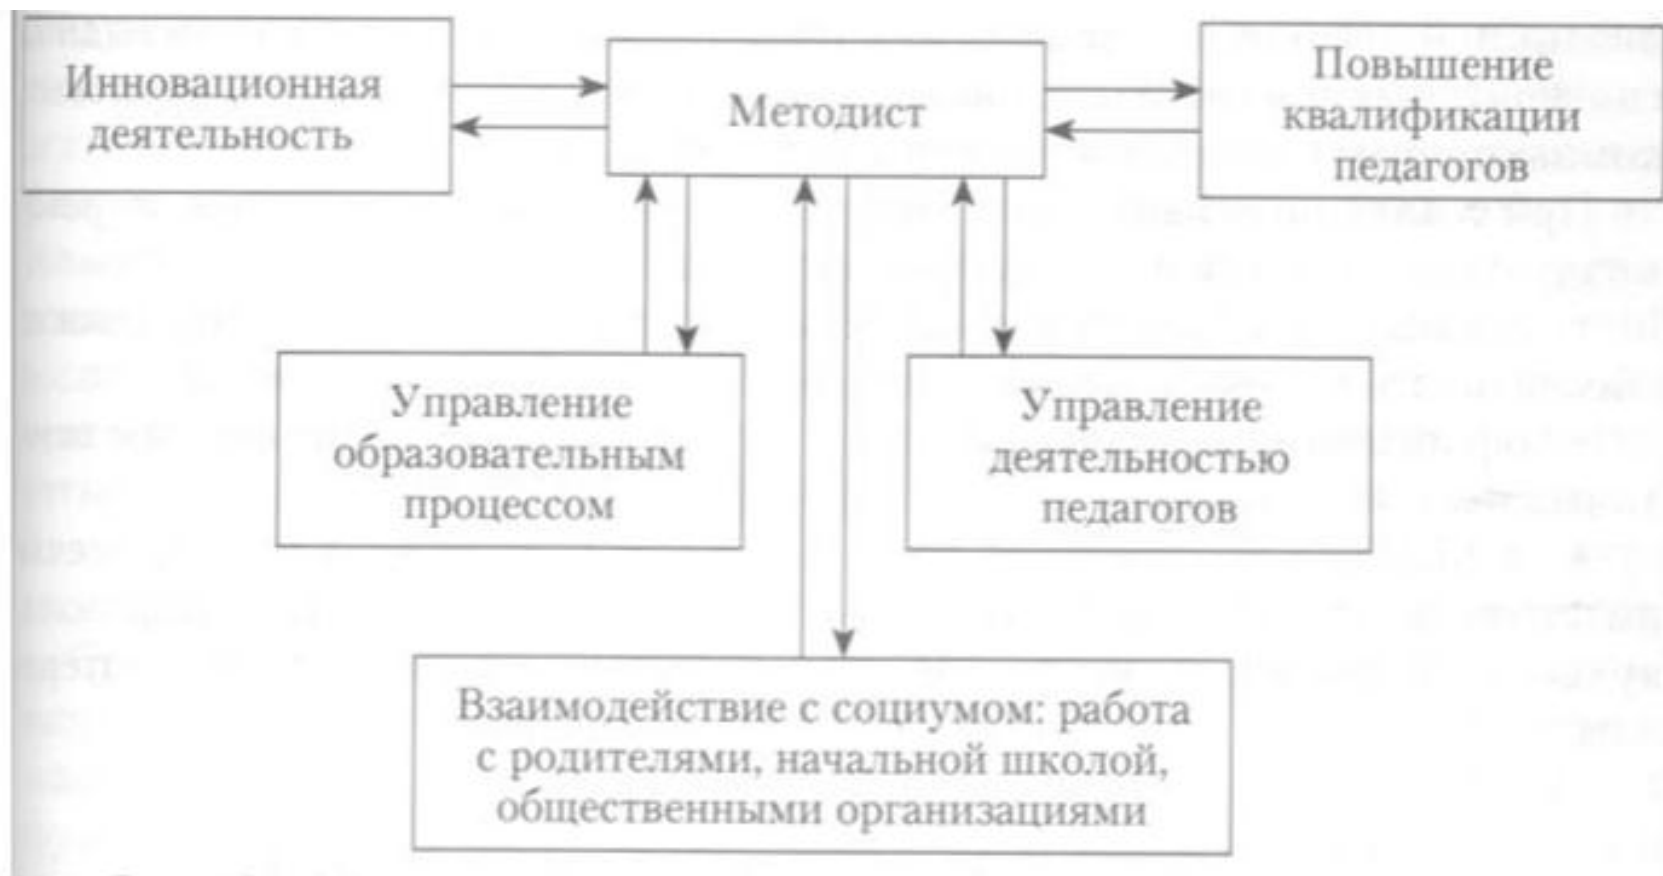 Инновационная
деятельность
Методист
Повышение
квалификации
педагогов
Управление
образовательным
процессом
Управление
деятельностью
педагогов
Взаимодействие с социумом: работа
с родителями, начальной школой,
общественными организациями